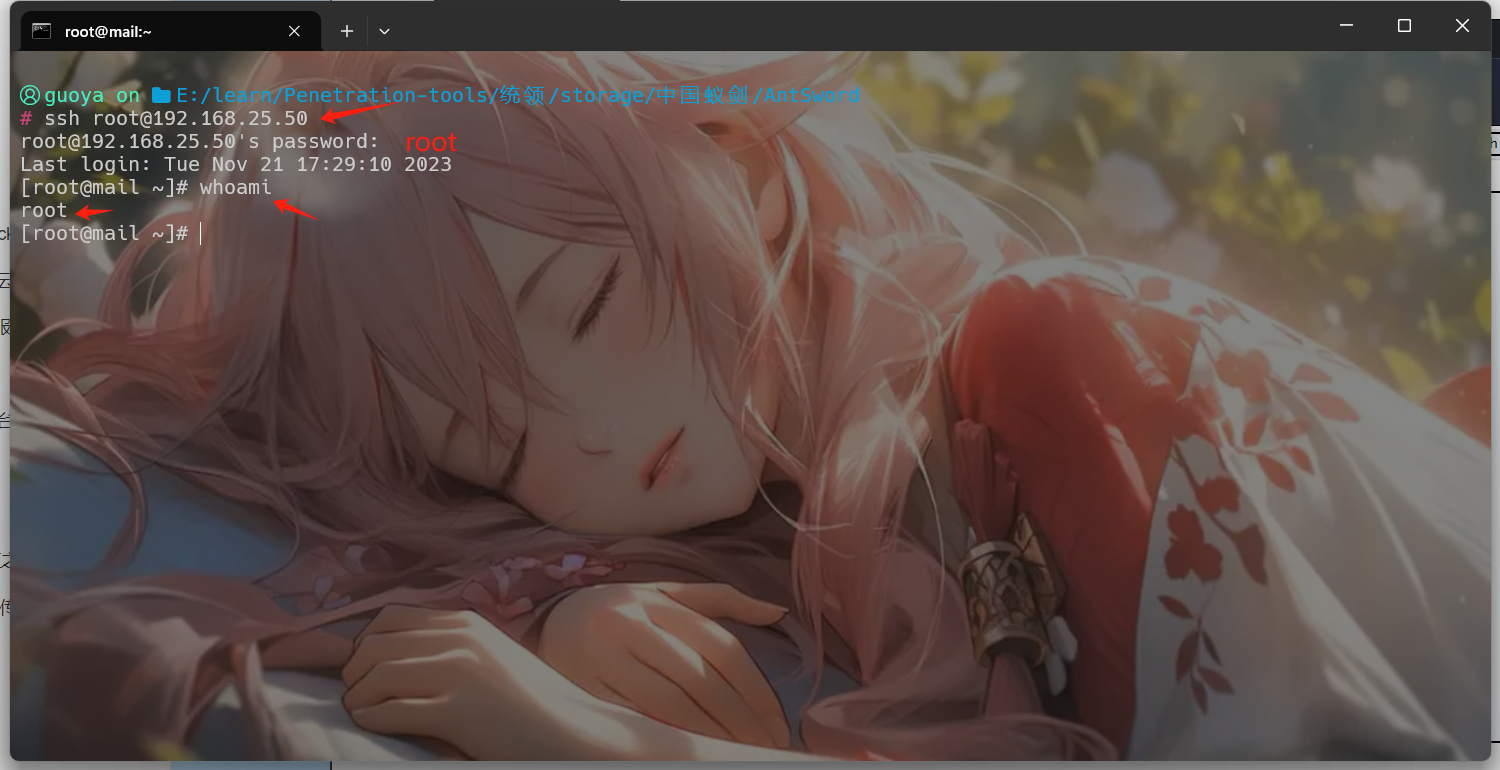 root@mail:~
guoya on E:/learn/Penetration-tools/统领/storage/中国蚁剑/AntSword
# ssh root@192.168.25.50
root@192.168.25.50's password: root
Last login: Tue Nov 21 17:29:10 2023
[root@mail ~]# whoami
root
[root@mail ~]#